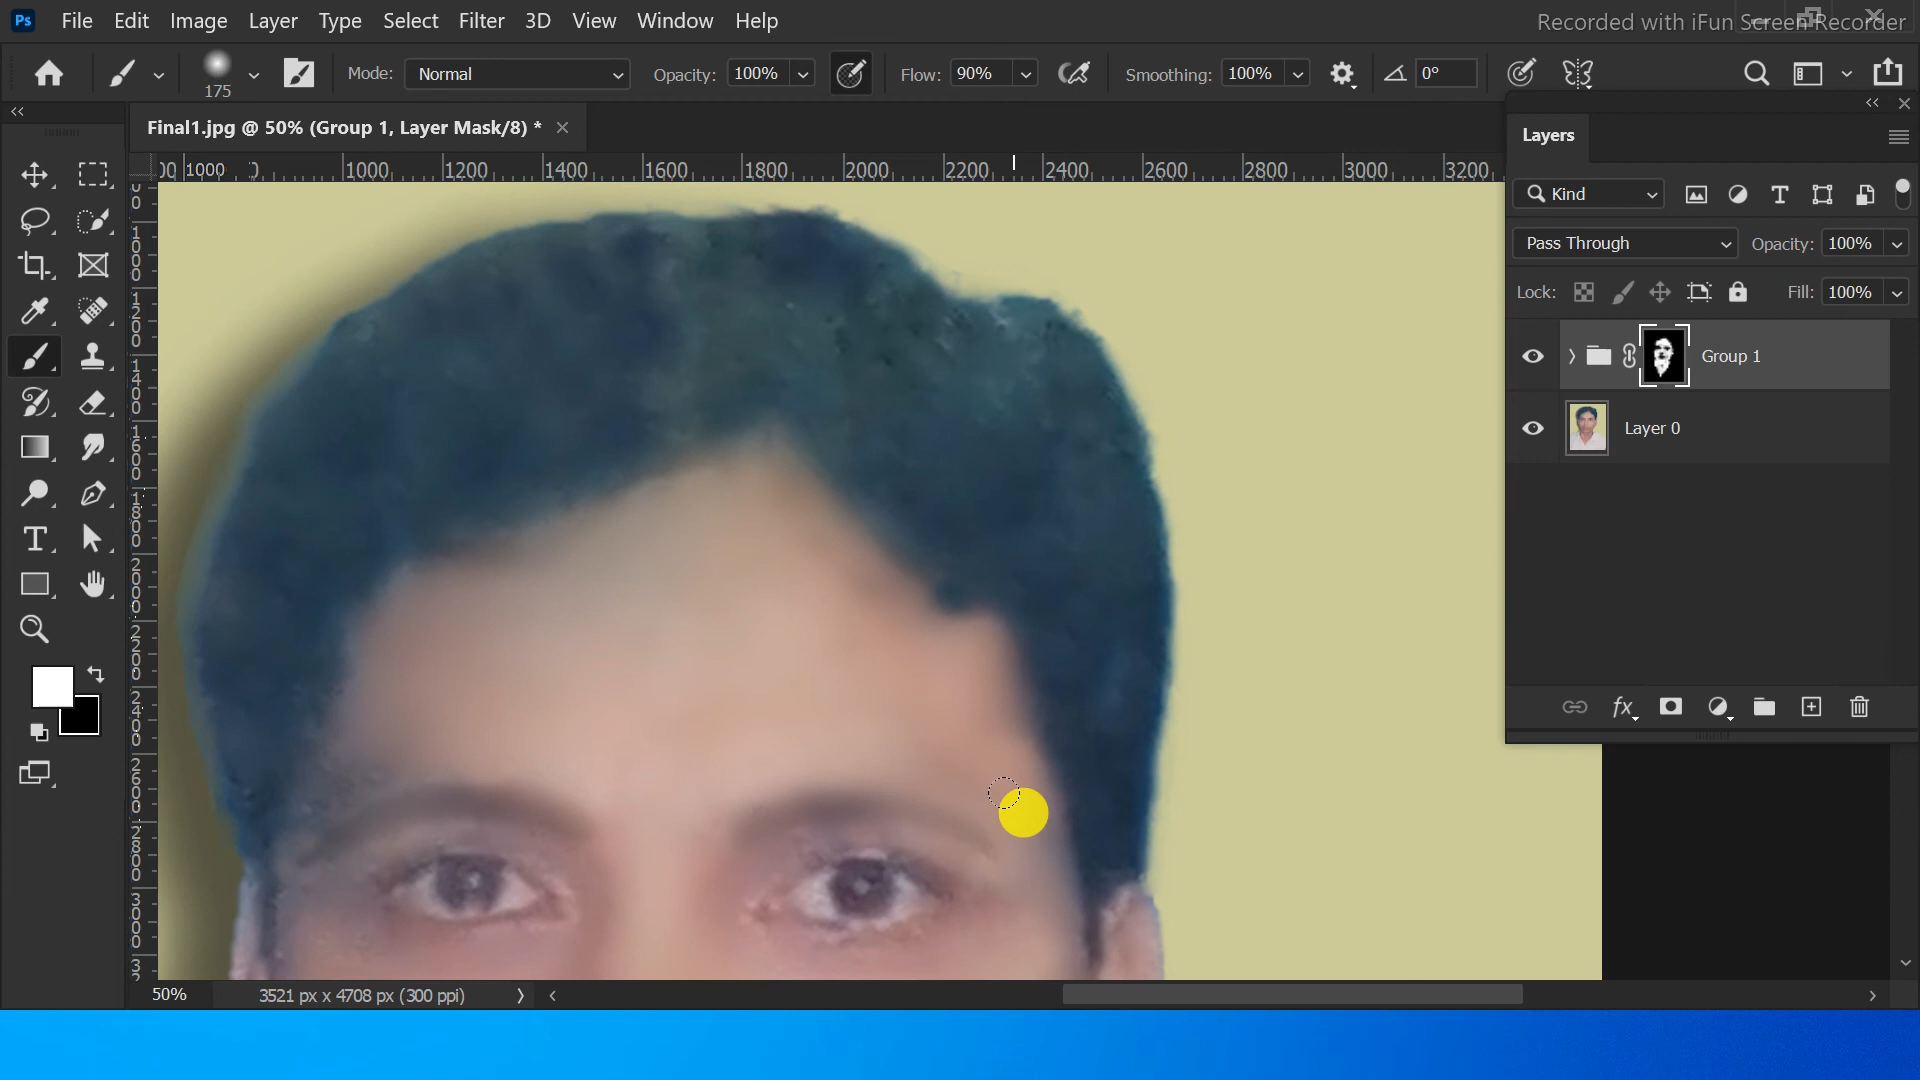 Ps File Edit Image Layer Type Select Filter 3D View Window Help
Recorded with iFun Screen Recorder
175
Mode: Normal Opacity: 100% Flow: 90% Smoothing: 100% 0°
Final1.jpg @ 50% (Group 1, Layer Mask/8) *
1000 1000 1200 1400 1600 1800 2000 2200 2400 2600 2800 3000 3200
Layers
Kind
Pass Through Opacity: 100%
Lock: Fill: 100%
Group 1
Layer 0
fx
50% 3521 px x 4708 px (300 ppi)